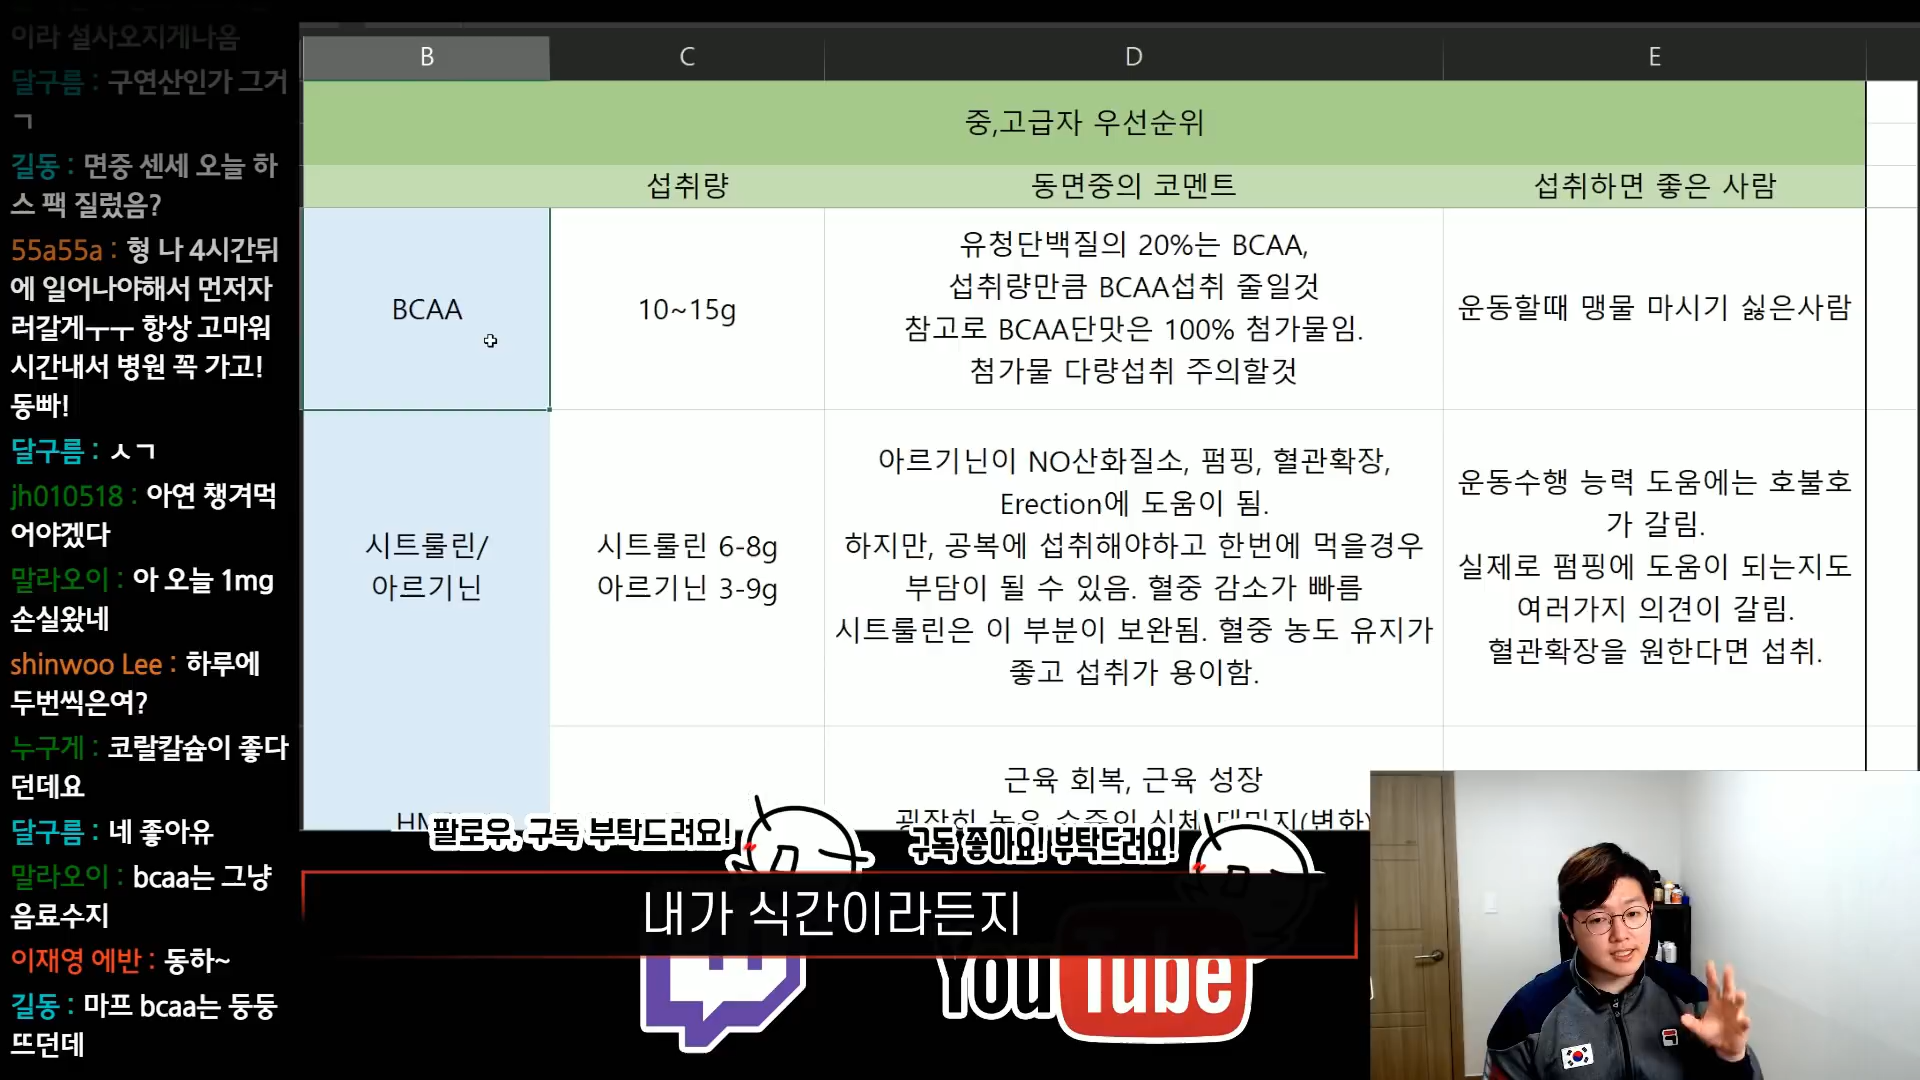 이라 설사오지게나옴
달구름 : 구연산인가 그거
ㄱ
길동 : 면중 센세 오늘 하
스 팩 질렀음?
55a55a : 형 나 4시간뒤
에 일어나야해서 먼저자
러갈게ㅜㅜ 항상 고마워
시간내서 병원 꼭 가고!
동빠!
달구름 : ㅅㄱ
jh010518 : 아연 챙겨먹
어야겠다
말라오이 : 아 오늘 1mg
손실왔네
shinwoo Lee : 하루에
두번씩은여?
누구게 : 코랄칼슘이 좋다
던데요
달구름 : 네 좋아유
말라오이 : bcaa는 그냥
음료수지
이재영 에반 : 동하~
길동 : 마프 bcaa는 둥둥
뜨던데
B C D E
중,고급자 우선순위
섭취량 동면중의 코멘트 섭취하면 좋은 사람
BCAA
10~15g
유청단백질의 20%는 BCAA,
섭취량만큼 BCAA섭취 줄일것
참고로 BCAA단맛은 100% 첨가물임.
첨가물 다량섭취 주의할것
운동할때 맹물 마시기 싫은사람
시트룰린/
아르기닌
시트룰린 6-8g
아르기닌 3-9g
아르기닌이 NO산화질소, 펌핑, 혈관확장,
Erection에 도움이 됨.
하지만, 공복에 섭취해야하고 한번에 먹을경우
부담이 될 수 있음. 혈중 감소가 빠름
시트룰린은 이 부분이 보완됨. 혈중 농도 유지가
좋고 섭취가 용이함.
운동수행 능력 도움에는 호불호
가 갈림.
실제로 펌핑에 도움이 되는지도
여러가지 의견이 갈림.
혈관확장을 원한다면 섭취.
근육 회복, 근육 성장
팔로우, 구독 부탁드려요!
구독 좋아요! 부탁드려요!
내가 식간이라든지
YouTube
FILA